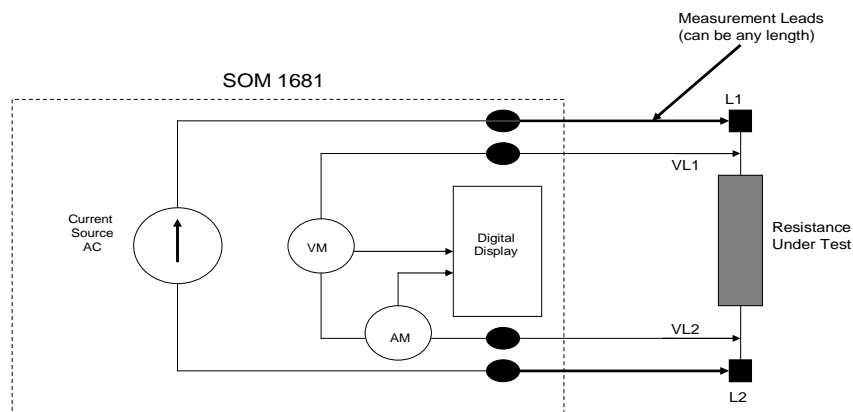 Measurement Leads
(can be any length)
SOM 1681
L1
VL1
Current
Source
AC
VM
Digital
Display
Resistance
Under Test
AM
VL2
L2